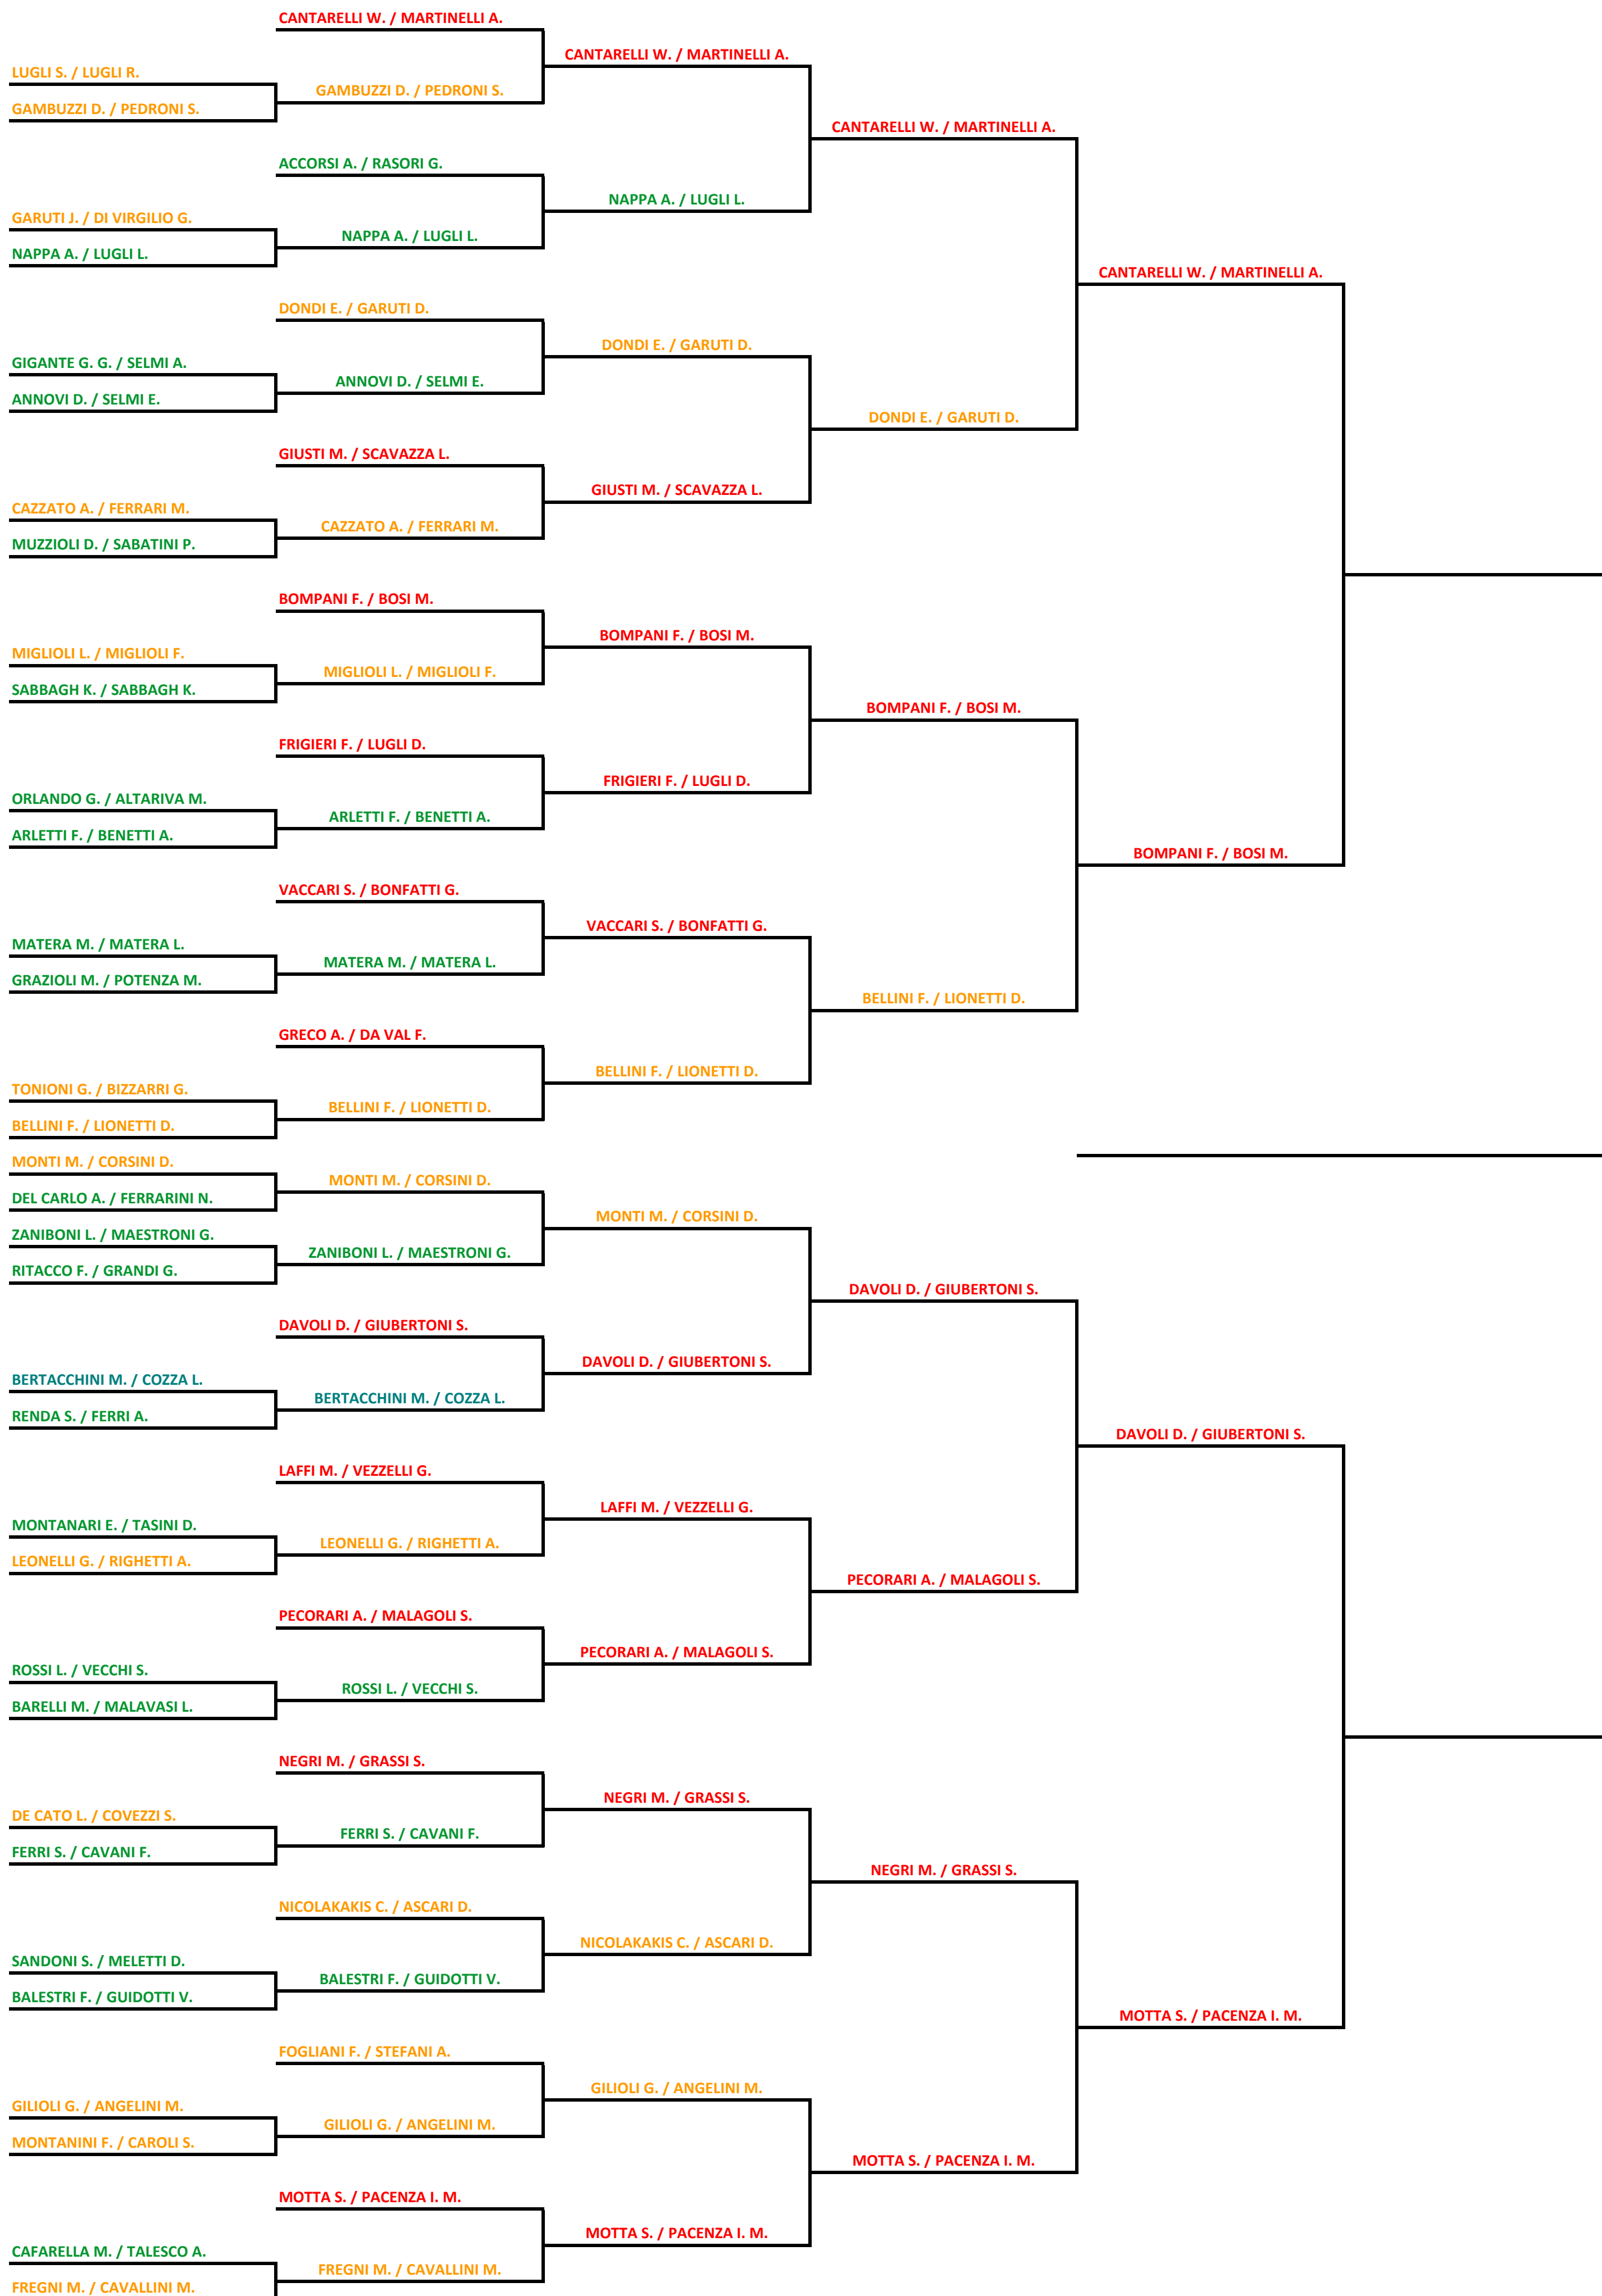 CANTARELLI W. / MARTINELLI A.
CANTARELLI W. / MARTINELLI A.
LUGLI S. / LUGLI R.
GAMBUZZI D. / PEDRONI S.
GAMBUZZI D. / PEDRONI S.
CANTARELLI W. / MARTINELLI A.
ACCORSI A. / RASORI G.
NAPPA A. / LUGLI L.
GARUTI J. / DI VIRGILIO G.
NAPPA A. / LUGLI L.
NAPPA A. / LUGLI L.
CANTARELLI W. / MARTINELLI A.
DONDI E. / GARUTI D.
DONDI E. / GARUTI D.
GIGANTE G. G. / SELMI A.
ANNOVI D. / SELMI E.
ANNOVI D. / SELMI E.
DONDI E. / GARUTI D.
GIUSTI M. / SCAVAZZA L.
GIUSTI M. / SCAVAZZA L.
CAZZATO A. / FERRARI M.
CAZZATO A. / FERRARI M.
MUZZIOLI D. / SABATINI P.
BOMPANI F. / BOSI M.
BOMPANI F. / BOSI M.
MIGLIOLI L. / MIGLIOLI F.
MIGLIOLI L. / MIGLIOLI F.
SABBAGH K. / SABBAGH K.
BOMPANI F. / BOSI M.
FRIGIERI F. / LUGLI D.
FRIGIERI F. / LUGLI D.
ORLANDO G. / ALTARIVA M.
ARLETTI F. / BENETTI A.
ARLETTI F. / BENETTI A.
BOMPANI F. / BOSI M.
VACCARI S. / BONFATTI G.
VACCARI S. / BONFATTI G.
MATERA M. / MATERA L.
MATERA M. / MATERA L.
GRAZIOLI M. / POTENZA M.
BELLINI F. / LIONETTI D.
GRECO A. / DA VAL F.
BELLINI F. / LIONETTI D.
TONIONI G. / BIZZARRI G.
BELLINI F. / LIONETTI D.
BELLINI F. / LIONETTI D.
MONTI M. / CORSINI D.
MONTI M. / CORSINI D.
DEL CARLO A. / FERRARINI N.
MONTI M. / CORSINI D.
ZANIBONI L. / MAESTRONI G.
ZANIBONI L. / MAESTRONI G.
RITACCO F. / GRANDI G.
DAVOLI D. / GIUBERTONI S.
DAVOLI D. / GIUBERTONI S.
DAVOLI D. / GIUBERTONI S.
BERTACCHINI M. / COZZA L.
BERTACCHINI M. / COZZA L.
RENDA S. / FERRI A.
DAVOLI D. / GIUBERTONI S.
LAFFI M. / VEZZELLI G.
LAFFI M. / VEZZELLI G.
MONTANARI E. / TASINI D.
LEONELLI G. / RIGHETTI A.
LEONELLI G. / RIGHETTI A.
PECORARI A. / MALAGOLI S.
PECORARI A. / MALAGOLI S.
PECORARI A. / MALAGOLI S.
ROSSI L. / VECCHI S.
ROSSI L. / VECCHI S.
BARELLI M. / MALAVASI L.
NEGRI M. / GRASSI S.
NEGRI M. / GRASSI S.
DE CATO L. / COVEZZI S.
FERRI S. / CAVANI F.
FERRI S. / CAVANI F.
NEGRI M. / GRASSI S.
NICOLAKAKIS C. / ASCARI D.
NICOLAKAKIS C. / ASCARI D.
SANDONI S. / MELETTI D.
BALESTRI F. / GUIDOTTI V.
BALESTRI F. / GUIDOTTI V.
MOTTA S. / PACENZA I. M.
FOGLIANI F. / STEFANI A.
GILIOLI G. / ANGELINI M.
GILIOLI G. / ANGELINI M.
GILIOLI G. / ANGELINI M.
MONTANINI F. / CAROLI S.
MOTTA S. / PACENZA I. M.
MOTTA S. / PACENZA I. M.
MOTTA S. / PACENZA I. M.
CAFARELLA M. / TALESCO A.
FREGNI M. / CAVALLINI M.
FREGNI M. / CAVALLINI M.